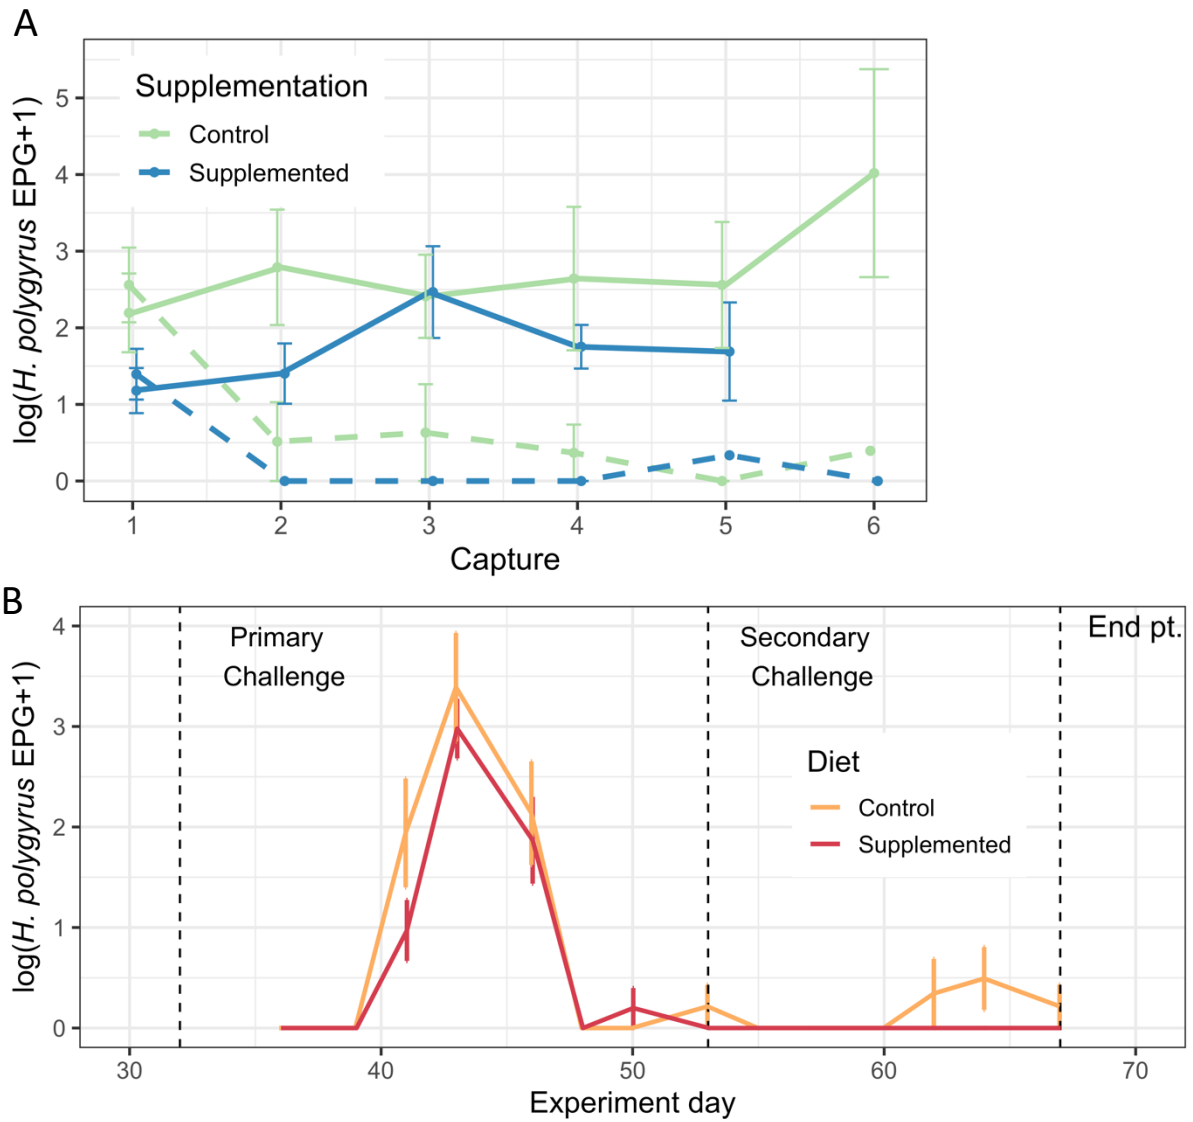 A
log(H. polygyrus EPG+1)
5
4
3
2
1
0
Supplementation
Control
Supplemented
1 2 3 4 5 6
Capture
B
log(H. polygyrus EPG+1)
4
3
2
1
0
Primary
Challenge
Secondary
Challenge
End pt.
Diet
Control
Supplemented
30 40 50 60 70
Experiment day